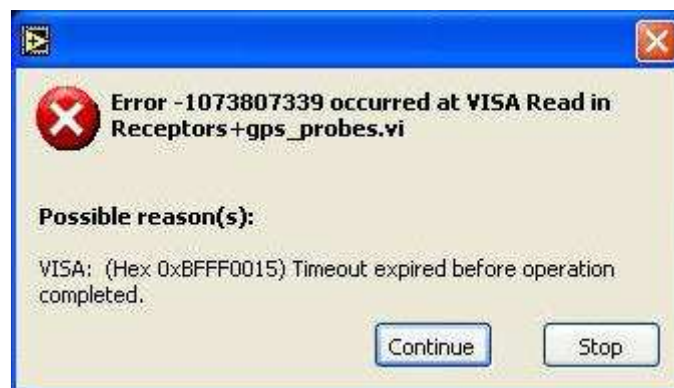 Error -1073807339 occurred at VISA Read in
Receptors+gps_probes.vi
Possible reason(s):
VISA: (Hex 0xBFFF0015) Timeout expired before operation
completed.
Continue
Stop